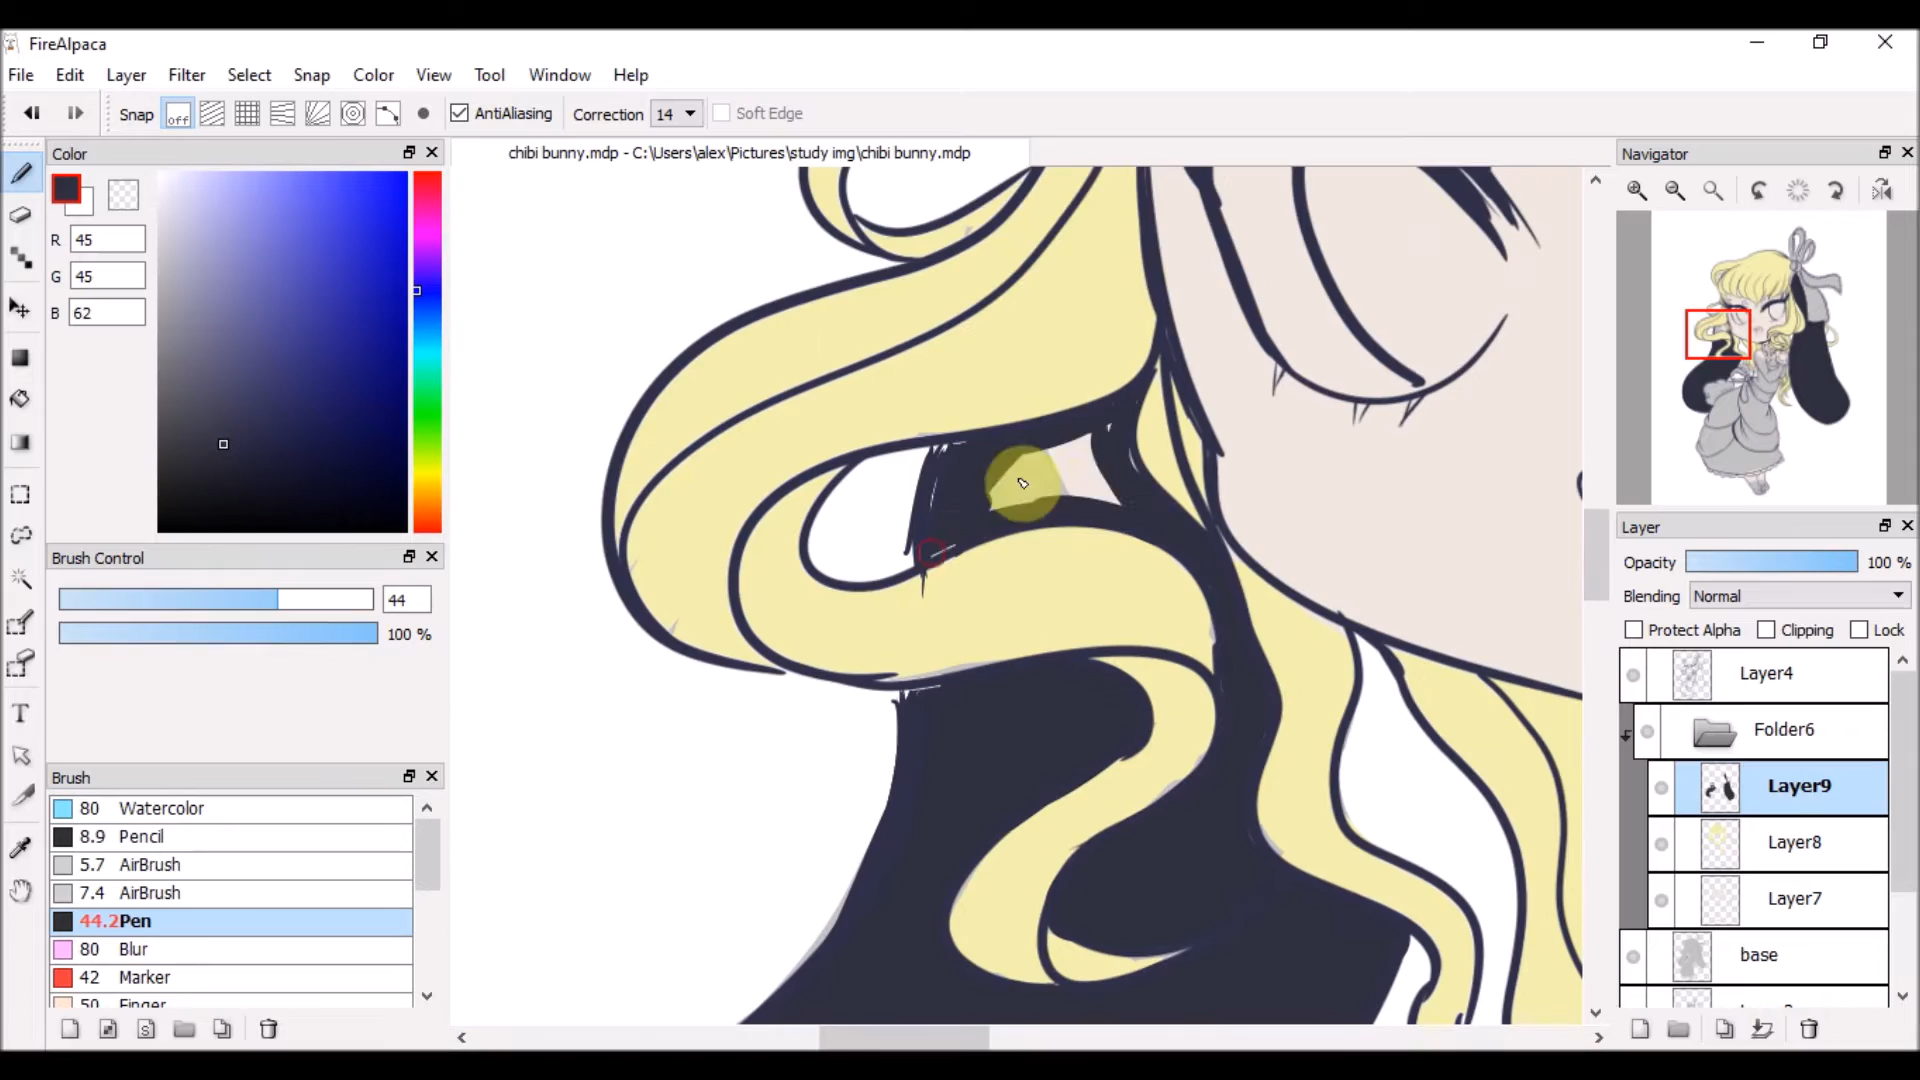 FireAlpaca
File Edit Layer Filter Select Snap Color View Tool Window Help
Snap off AntiAliasing Correction 14 Soft Edge
Color
chibi bunny.mdp - C:\Users\alex\Pictures\study img\chibi bunny.mdp
Navigator
R 45
G 45
B 62
Layer
Brush Control
Opacity 100 %
44
Blending Normal
100 %
Protect Alpha Clipping Lock
Layer4
Folder6
Brush
Layer9
80 Watercolor
8.9 Pencil
Layer8
5.7 AirBrush
7.4 AirBrush
Layer7
44.2 Pen
80 Blur
base
42 Marker
50 Finger